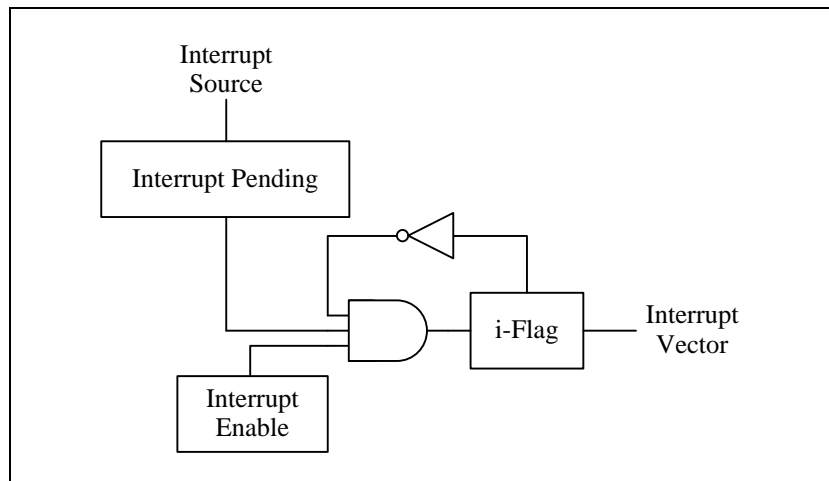 Interrupt
Source
Interrupt Pending
i-Flag
Interrupt
Vector
Interrupt
Enable